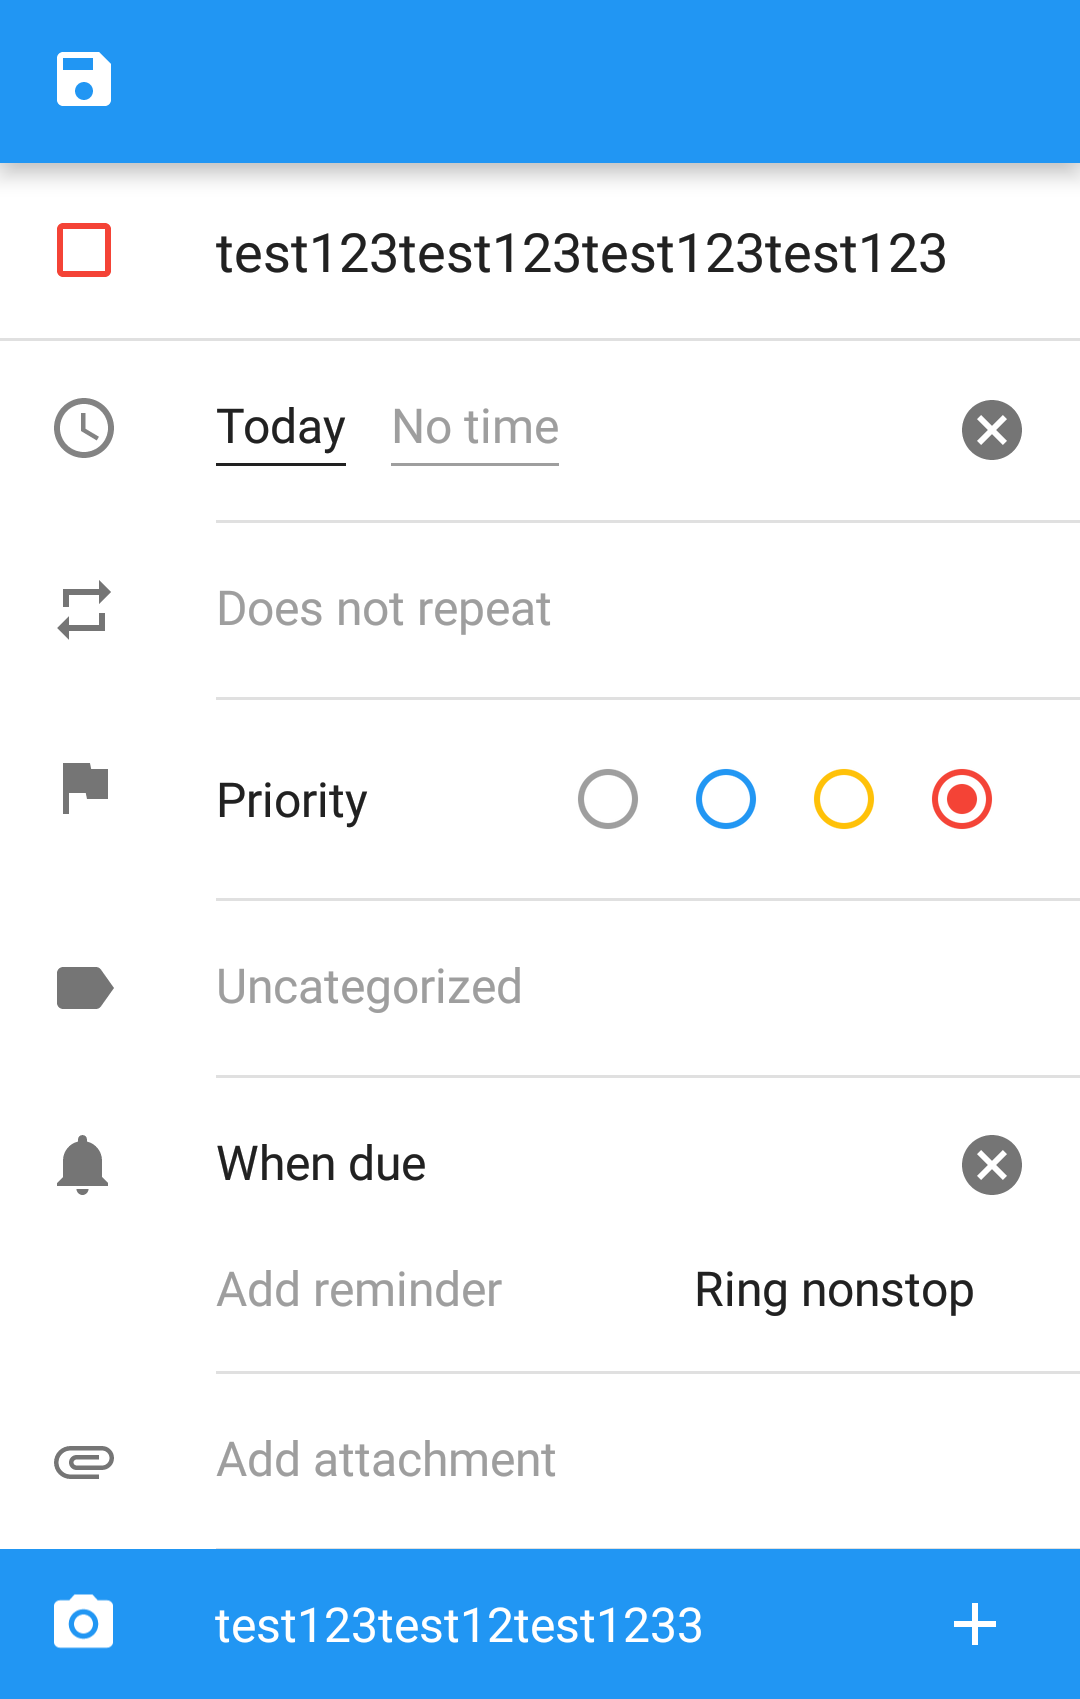 test123test123test123test123
Today No time
Does not repeat
Priority
Uncategorized
When due
Add reminder Ring nonstop
Add attachment
test123test12test1233